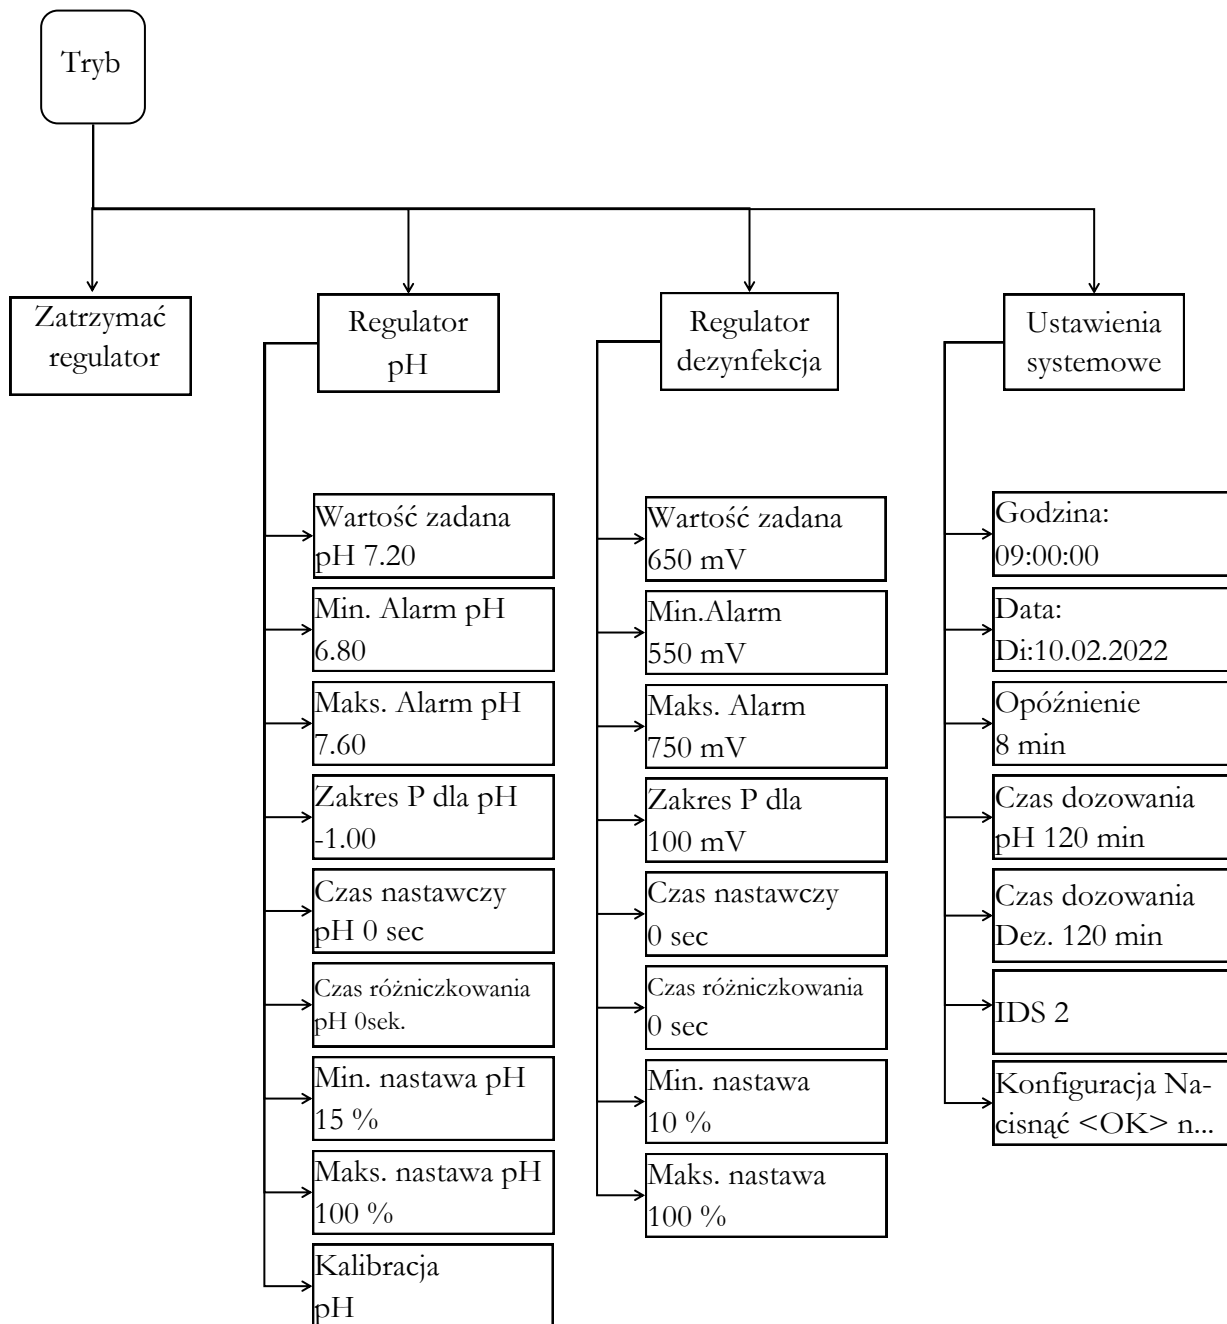 Tryb
Zatrzymać
regulator
Regulator
pH
Regulator
dezynfekcja
Ustawienia
systemowe
Wartość zadana
pH 7.20
Min. Alarm pH
6.80
Maks. Alarm pH
7.60
Zakres P dla pH
-1.00
Czas nastawczy
pH 0 sec
Czas różniczkowania
pH 0sek.
Min. nastawa pH
15 %
Maks. nastawa pH
100 %
Kalibracja
pH
Wartość zadana
650 mV
Min.Alarm
550 mV
Maks. Alarm
750 mV
Zakres P dla
100 mV
Czas nastawczy
0 sec
Czas różniczkowania
0 sec
Min. nastawa
10 %
Maks. nastawa
100 %
Godzina:
09:00:00
Data:
Di:10.02.2022
Opóźnienie
8 min
Czas dozowania
pH 120 min
Czas dozowania
Dez. 120 min
IDS 2
Konfiguracja Na-
cisnąć <OK> n...